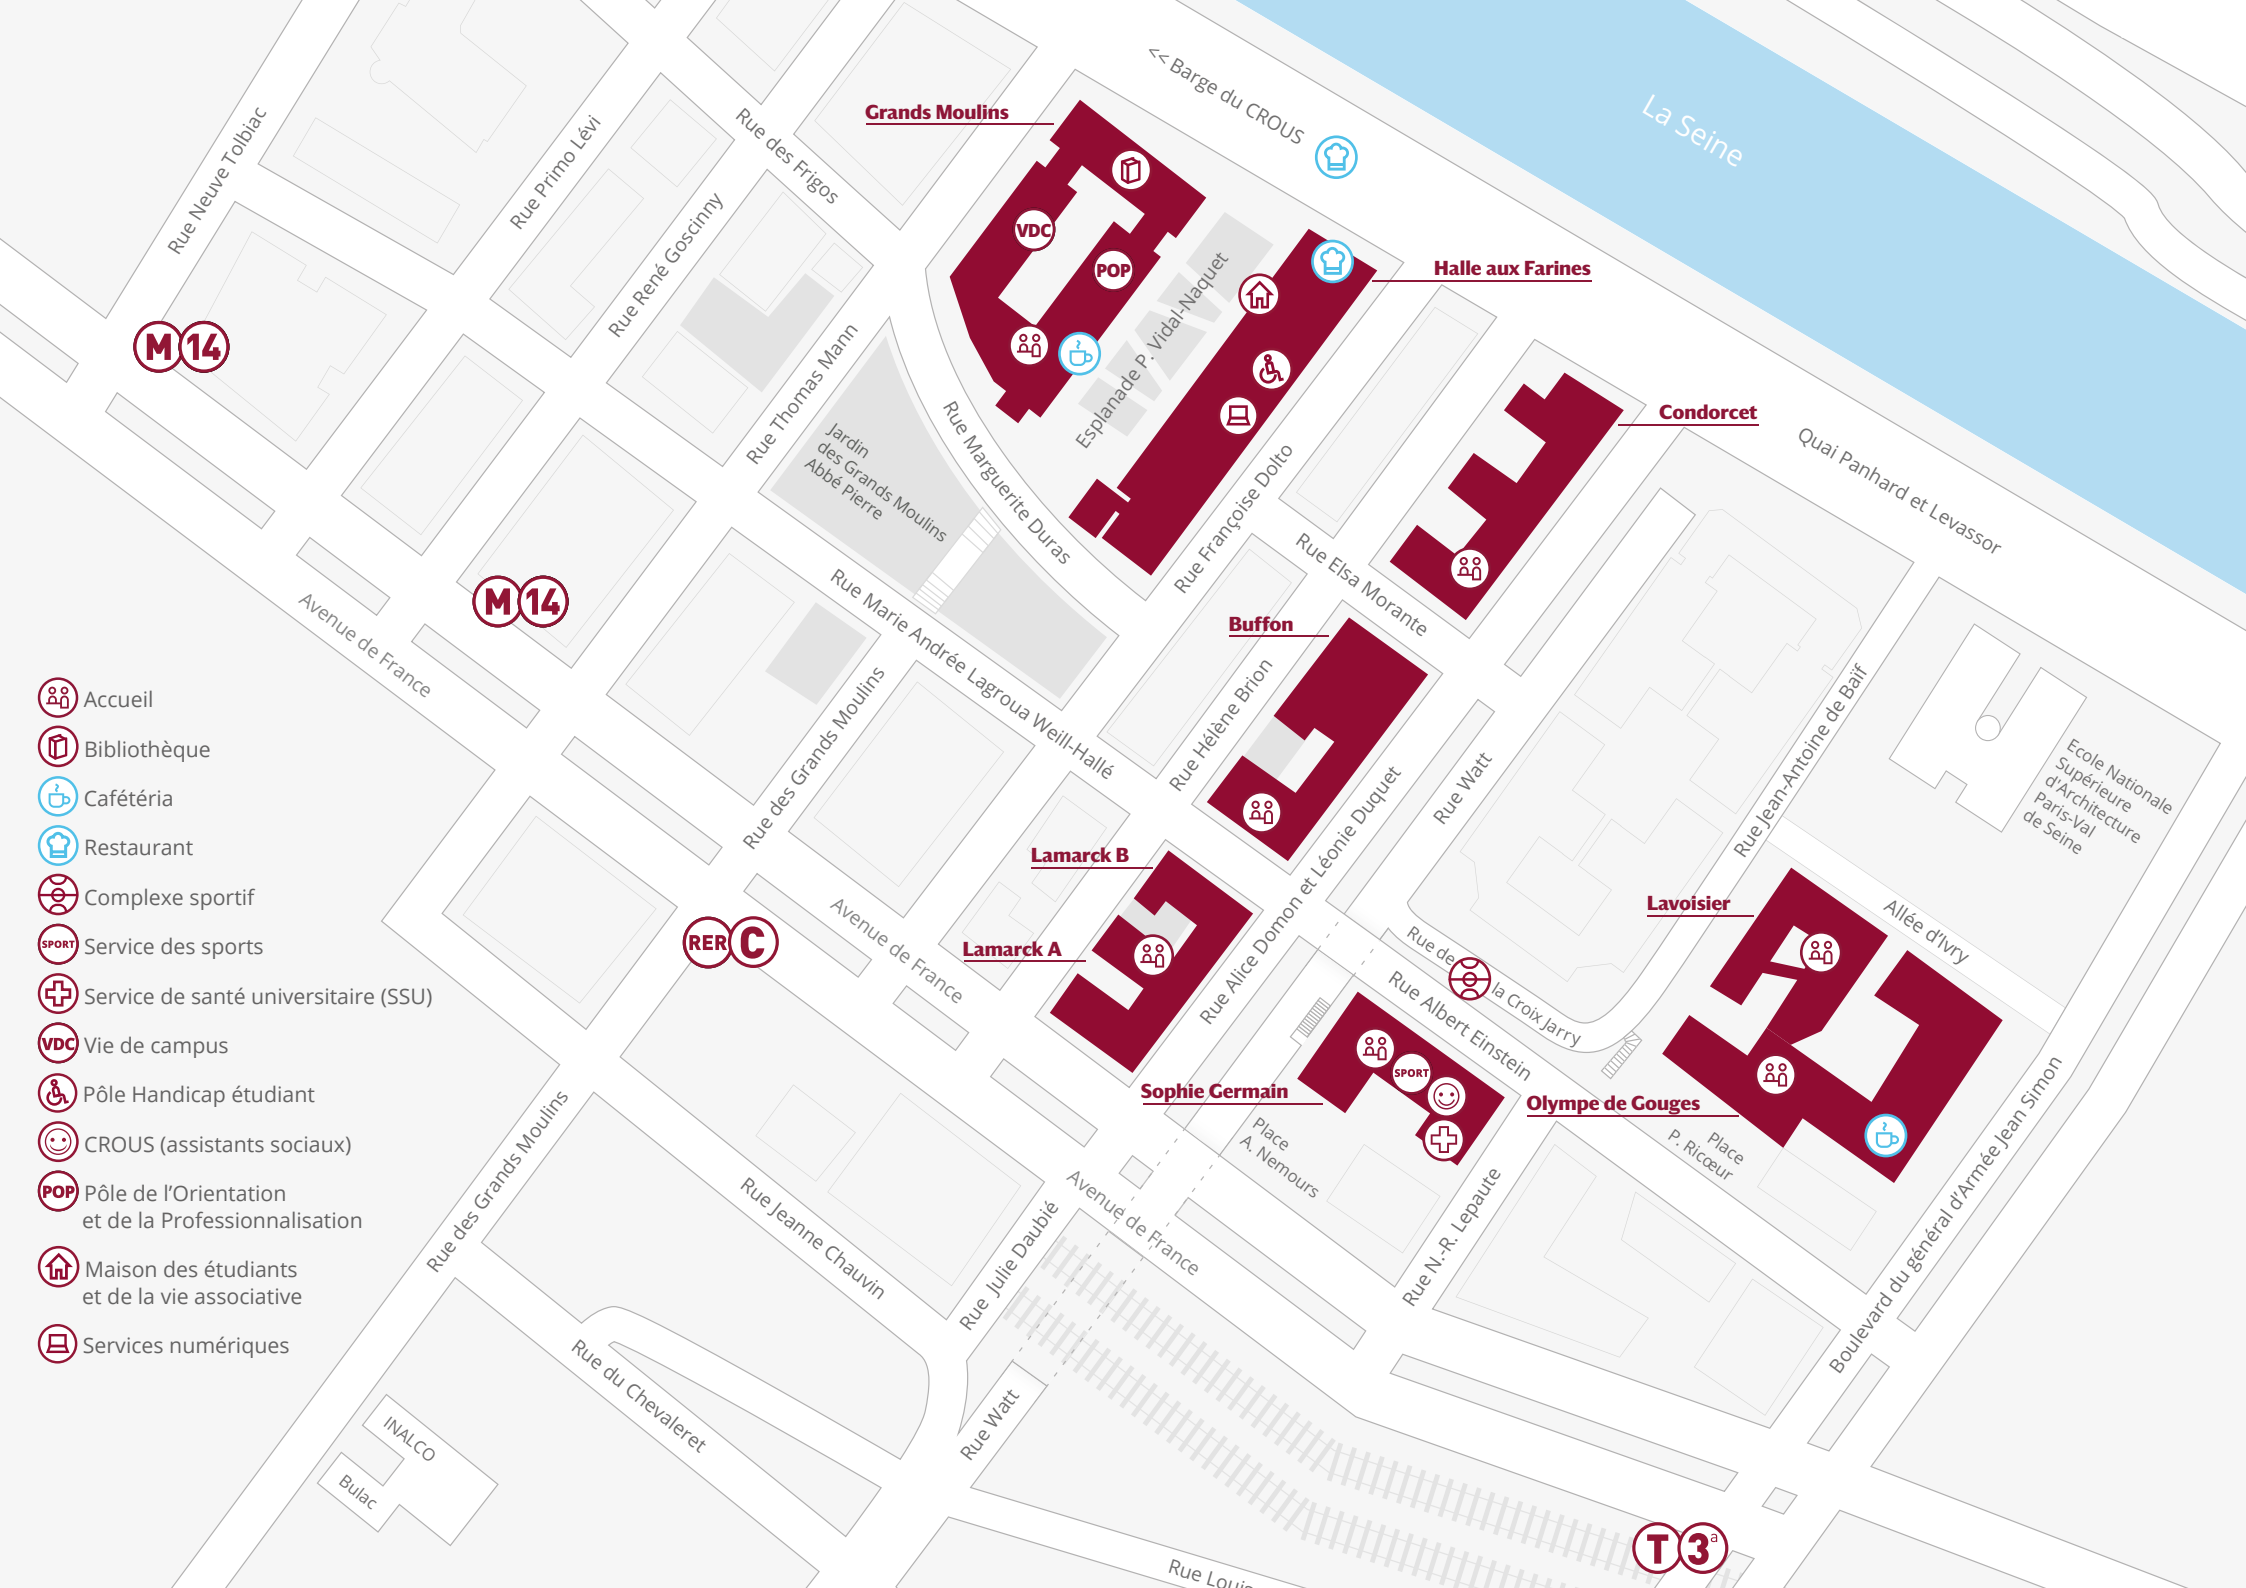 << Barge du CROUS
La Seine
Grands Moulins
Rue Neuve Tolbiac
Rue Primo Lévi
Rue des Frigos
Rue René Goscinny
VDC
POP
Esplanade P. Vidal-Naquet
Halle aux Farines
M 14
Rue Thomas Mann
Jardin
des Grands Moulins
Abbé Pierre
Rue Marguerite Duras
Rue Françoise Dolto
Condorcet
Quai Panhard et Levassor
Rue Elsa Morante
M 14
Avenue de France
Rue Marie Andrée Lagroua Weill-Hallé
Buffon
Rue Hélène Brion
Rue des Grands Moulins
Rue Watt
Rue Jean-Antoine de Baïf
Ecole Nationale
Supérieure
d'Architecture
Paris-Val
de Seine
Rue Alice Domon et Léonie Duquet
Lamarck B
Lamarck A
Avenue de France
RER C
Lavoisier
Allée d'Ivry
Rue de la Croix Jarry
Rue Albert Einstein
SPORT
Sophie Germain
Olympe de Gouges
Place
A. Nemours
Place
P. Ricœur
Rue N.-R. Lepaute
Boulevard du général d'Armée Jean Simon
Avenue de France
Rue Julie Daubié
Rue Jeanne Chauvin
Rue des Grands Moulins
Rue du Chevaleret
Rue Watt
INALCO
Bulac
Rue Louis
T 3a
Accueil
Bibliothèque
Cafétéria
Restaurant
Complexe sportif
SPORT Service des sports
Service de santé universitaire (SSU)
VDC Vie de campus
Pôle Handicap étudiant
CROUS (assistants sociaux)
POP Pôle de l'Orientation
et de la Professionnalisation
Maison des étudiants
et de la vie associative
Services numériques